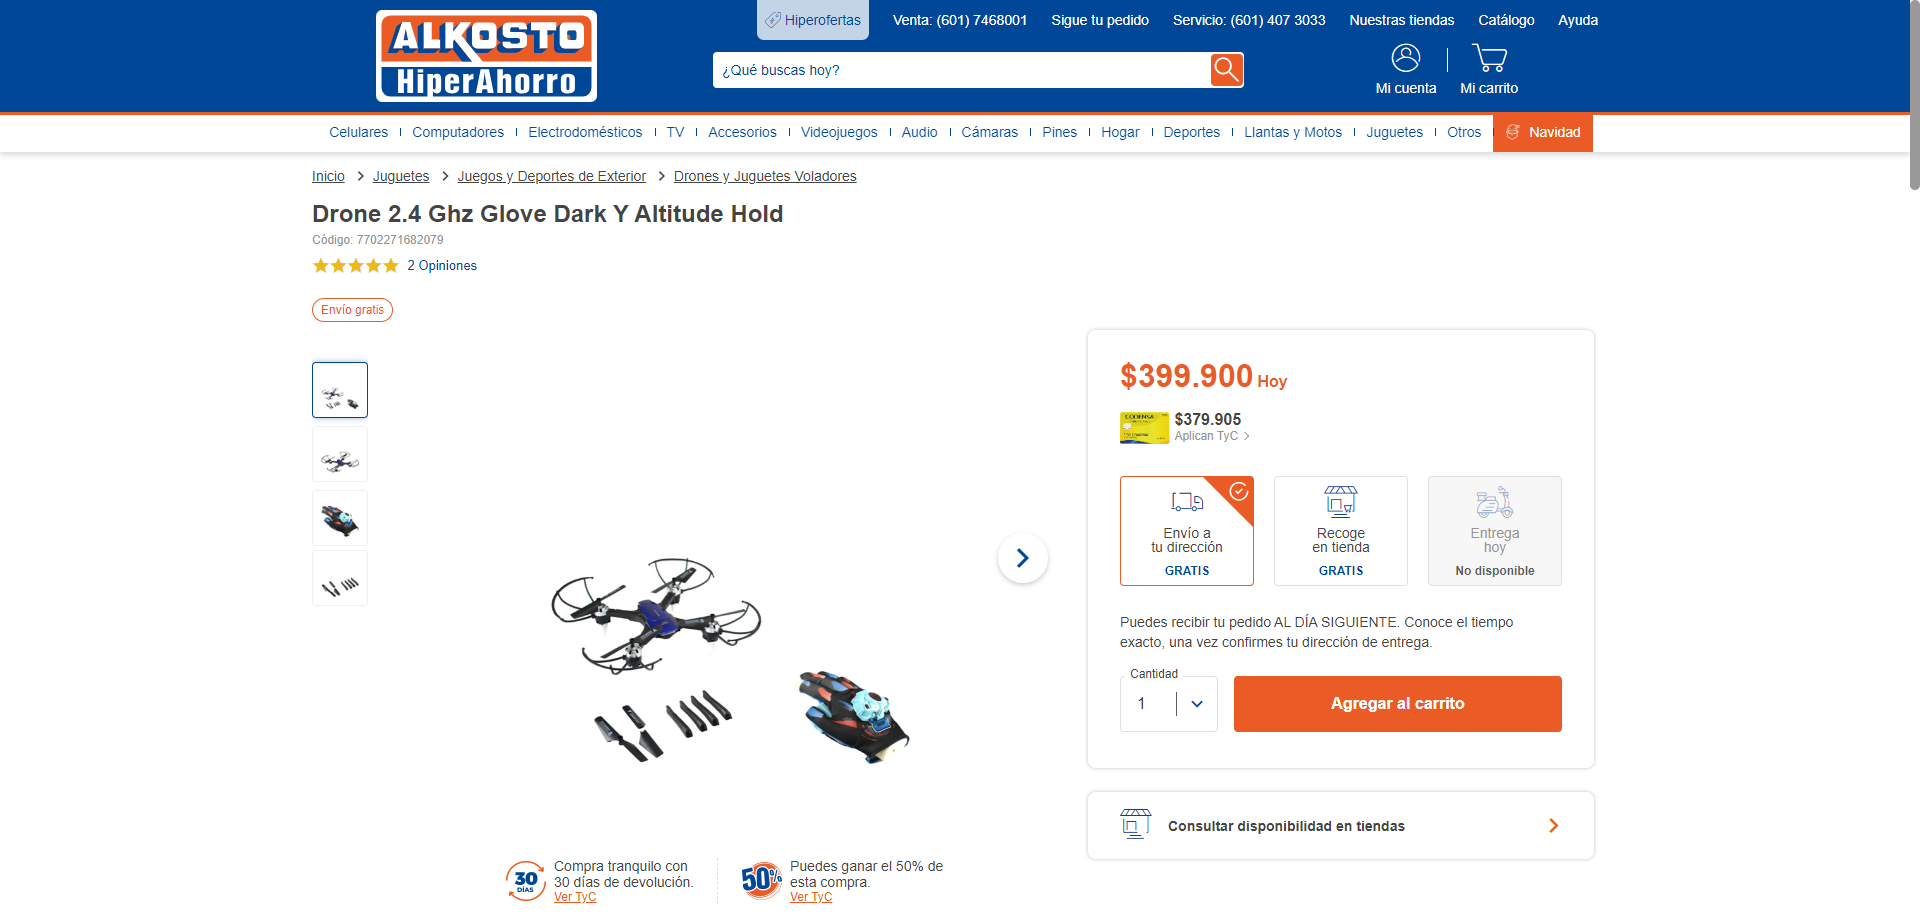 ALKOSTO
HiperAhorro
Hiperofertas
Venta: (601) 7468001
Sigue tu pedido
Servicio: (601) 407 3033
Nuestras tiendas
Catálogo
Ayuda
¿Qué buscas hoy?
Mi cuenta
Mi carrito
Celulares
Computadores
Electrodomésticos
TV
Accesorios
Videojuegos
Audio
Cámaras
Pines
Hogar
Deportes
Llantas y Motos
Juguetes
Otros
Navidad
Inicio
Juguetes
Juegos y Deportes de Exterior
Drones y Juguetes Voladores
Drone 2.4 Ghz Glove Dark Y Altitude Hold
Código: 7702271682079
2 Opiniones
Envío gratis
$399.900 Hoy
CODENSA
$379.905
Aplican TyC
Envío a
tu dirección
GRATIS
Recoge
en tienda
GRATIS
Entrega
hoy
No disponible
Puedes recibir tu pedido AL DÍA SIGUIENTE. Conoce el tiempo
exacto, una vez confirmes tu dirección de entrega.
Cantidad
1
Agregar al carrito
Consultar disponibilidad en tiendas
30
DÍAS
Compra tranquilo con
30 días de devolución.
Ver TyC
50%
Puedes ganar el 50% de
esta compra.
Ver TyC